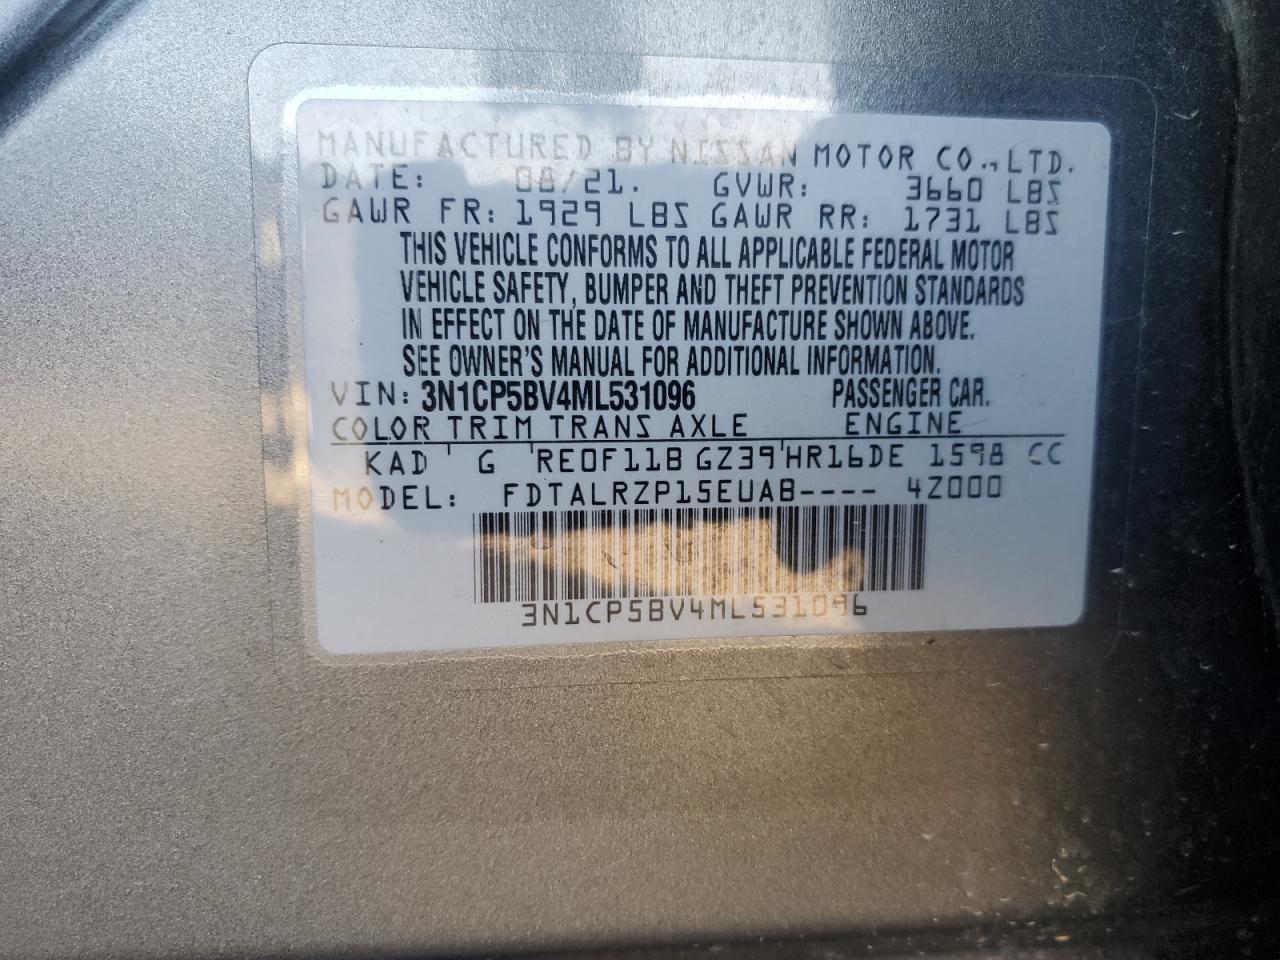 MANUFACTURED BY NISSAN MOTOR CO., LTD.
DATE: 08/21. GVWR: 3660 LBS
GAWR FR: 1929 LBS GAWR RR: 1731 LBS
THIS VEHICLE CONFORMS TO ALL APPLICABLE FEDERAL MOTOR
VEHICLE SAFETY, BUMPER AND THEFT PREVENTION STANDARDS
IN EFFECT ON THE DATE OF MANUFACTURE SHOWN ABOVE.
SEE OWNER'S MANUAL FOR ADDITIONAL INFORMATION.
VIN: 3N1CP5BV4ML531096 PASSENGER CAR.
COLOR TRIM TRANS AXLE ENGINE
KAD ' G ' RE0F11B GZ39 ' HR16DE 1598 CC
MODEL: FDTALRZP15EUAB---- 4Z000
3N1CP5BV4ML531096